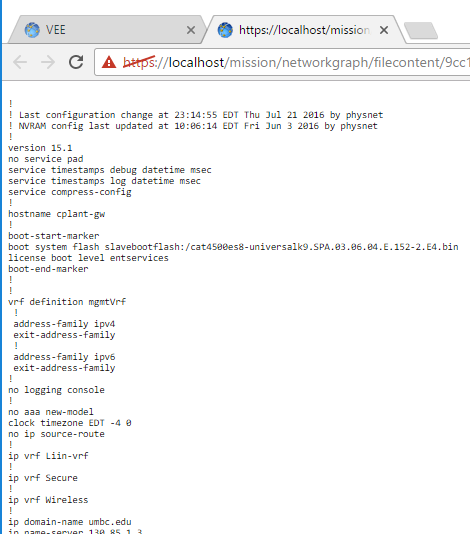 VEE
https://localhost/mission
https://localhost/mission/networkgraph/filecontent/9cc1
!
! Last configuration change at 23:14:55 EDT Thu Jul 21 2016 by physnet
! NVRAM config last updated at 10:06:14 EDT Fri Jun 3 2016 by physnet
!
version 15.1
no service pad
service timestamps debug datetime msec
service timestamps log datetime msec
service compress-config
!
hostname cplant-gw
!
boot-start-marker
boot system flash slavebootflash:/cat4500es8-universalk9.SPA.03.06.04.E.152-2.E4.bin
license boot level entservices
boot-end-marker
!
!
vrf definition mgmtVrf
!
address-family ipv4
exit-address-family
!
address-family ipv6
exit-address-family
!
no logging console
!
no aaa new-model
clock timezone EDT -4 0
no ip source-route
!
ip vrf Liin-vrf
!
ip vrf Secure
!
ip vrf Wireless
!
ip domain-name umbc.edu
ip name-server 130.85.1.3